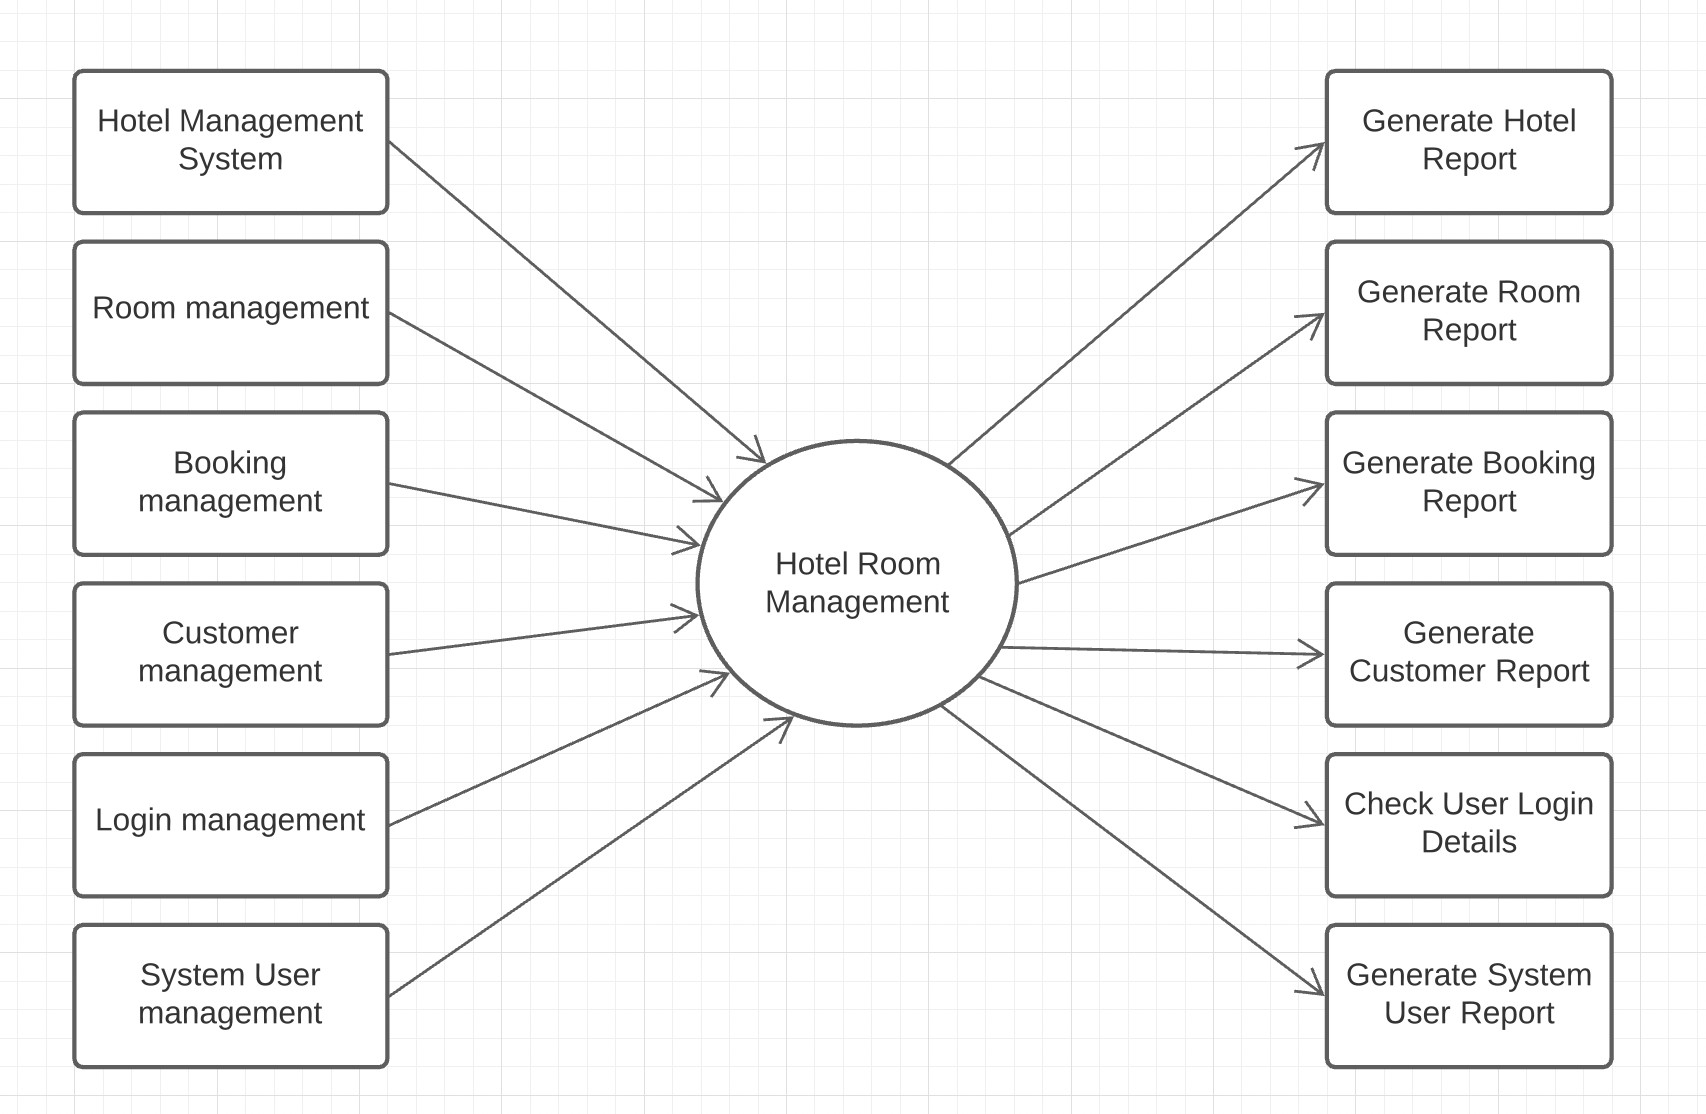 Hotel Management
System
Room management
Booking
management
Customer
management
Login management
System User
management
Hotel Room
Management
Generate Hotel
Report
Generate Room
Report
Generate Booking
Report
Generate
Customer Report
Check User Login
Details
Generate System
User Report